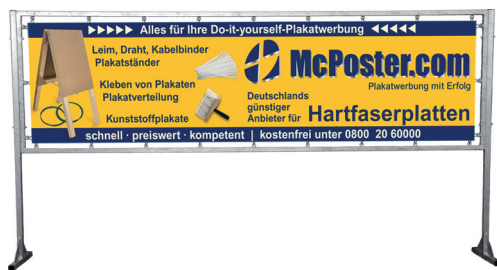 ►►►►► Alles für Ihre Do-it-yourself-Plakatwerbung ◄◄◄◄◄
Leim, Draht, Kabelbinder
Plakatständer
Kleben von Plakaten
Plakatverteilung
Kunststoffplakate
McPoster.com
Plakatwerbung mit Erfolg
Deutschlands
günstiger
Anbieter für Hartfaserplatten
schnell · preiswert · kompetent | kostenfrei unter 0800 20 60000